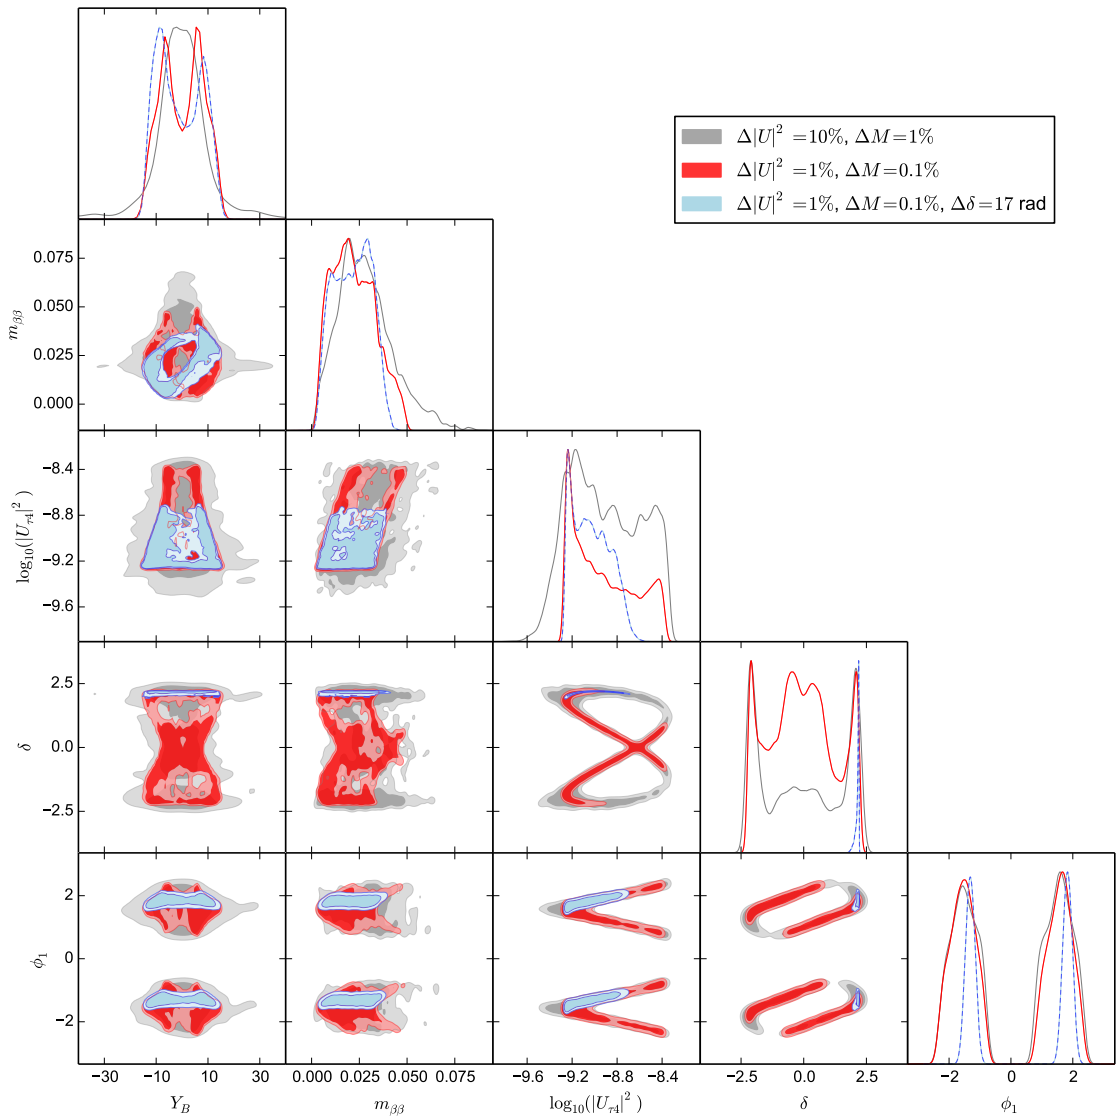 Δ|U|² =10%, ΔM=1%
Δ|U|² =1%, ΔM=0.1%
Δ|U|² =1%, ΔM=0.1%, Δδ=17 rad
0.075
0.050
0.025
0.000
m_ββ
−8.4
−8.8
−9.2
−9.6
log₁₀(|U_τ4|²)
2.5
0.0
−2.5
δ
2
0
−2
ϕ₁
−30 −10 10 30
0.000 0.025 0.050 0.075
−9.6 −9.2 −8.8 −8.4
−2.5 0.0 2.5
−2 0 2
Y_B
m_ββ
log₁₀(|U_τ4|²)
δ
ϕ₁